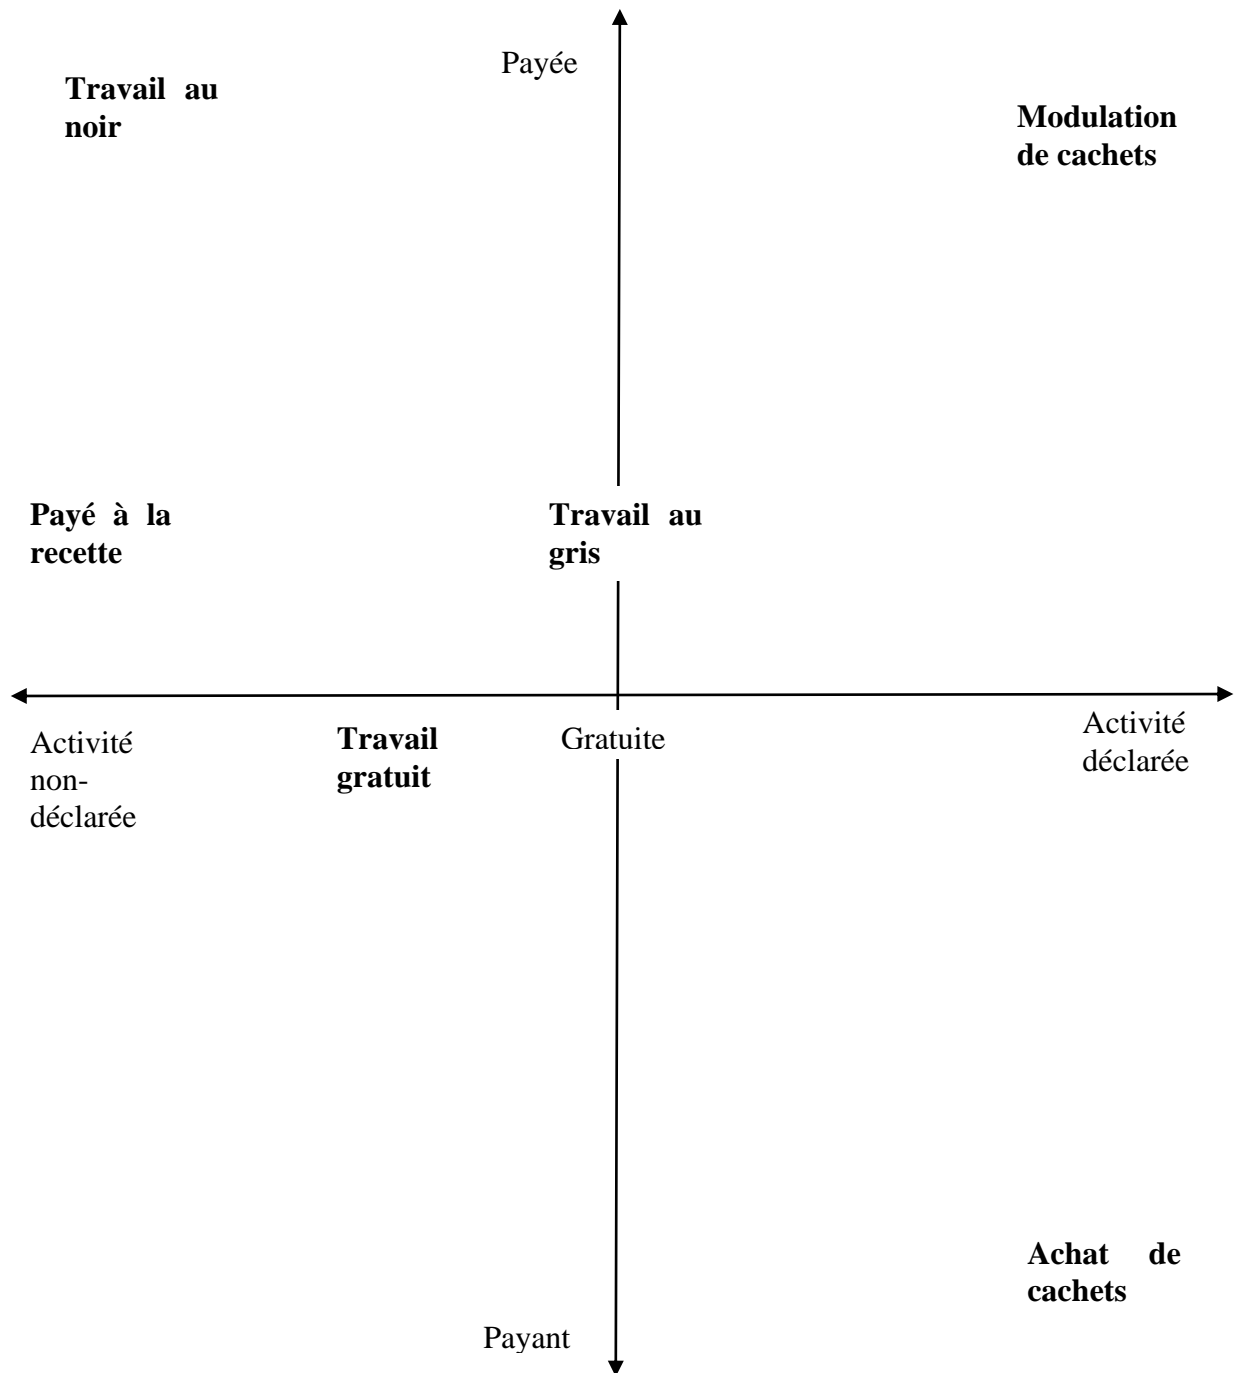 Payée
Travail au
noir
Modulation
de cachets
Payé à la
recette
Travail au
gris
Activité
non-
déclarée
Travail
gratuit
Gratuite
Activité
déclarée
Achat de
cachets
Payant